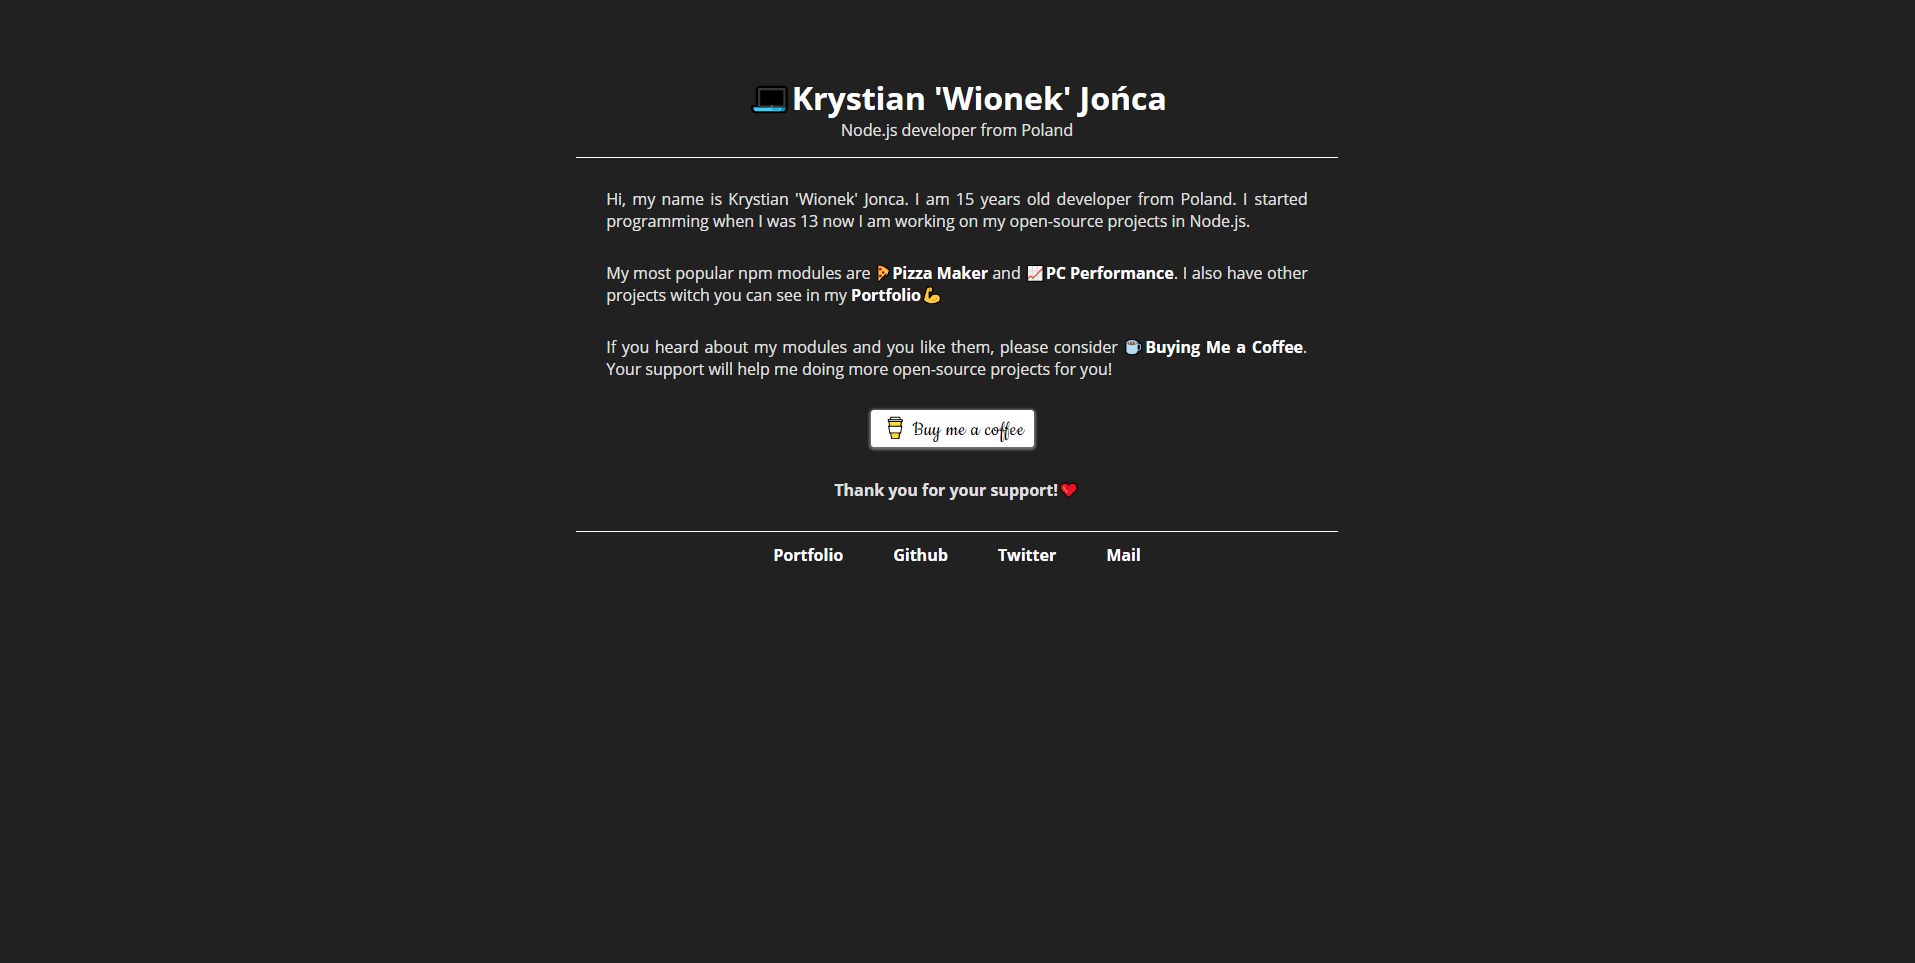 💻Krystian 'Wionek' Jońca
Node.js developer from Poland
Hi, my name is Krystian 'Wionek' Jonca. I am 15 years old developer from Poland. I started
programming when I was 13 now I am working on my open-source projects in Node.js.
My most popular npm modules are 🍕Pizza Maker and 📈PC Performance. I also have other
projects witch you can see in my Portfolio💪
If you heard about my modules and you like them, please consider ☕Buying Me a Coffee.
Your support will help me doing more open-source projects for you!
Buy me a coffee
Thank you for your support!❤️
Portfolio Github Twitter Mail